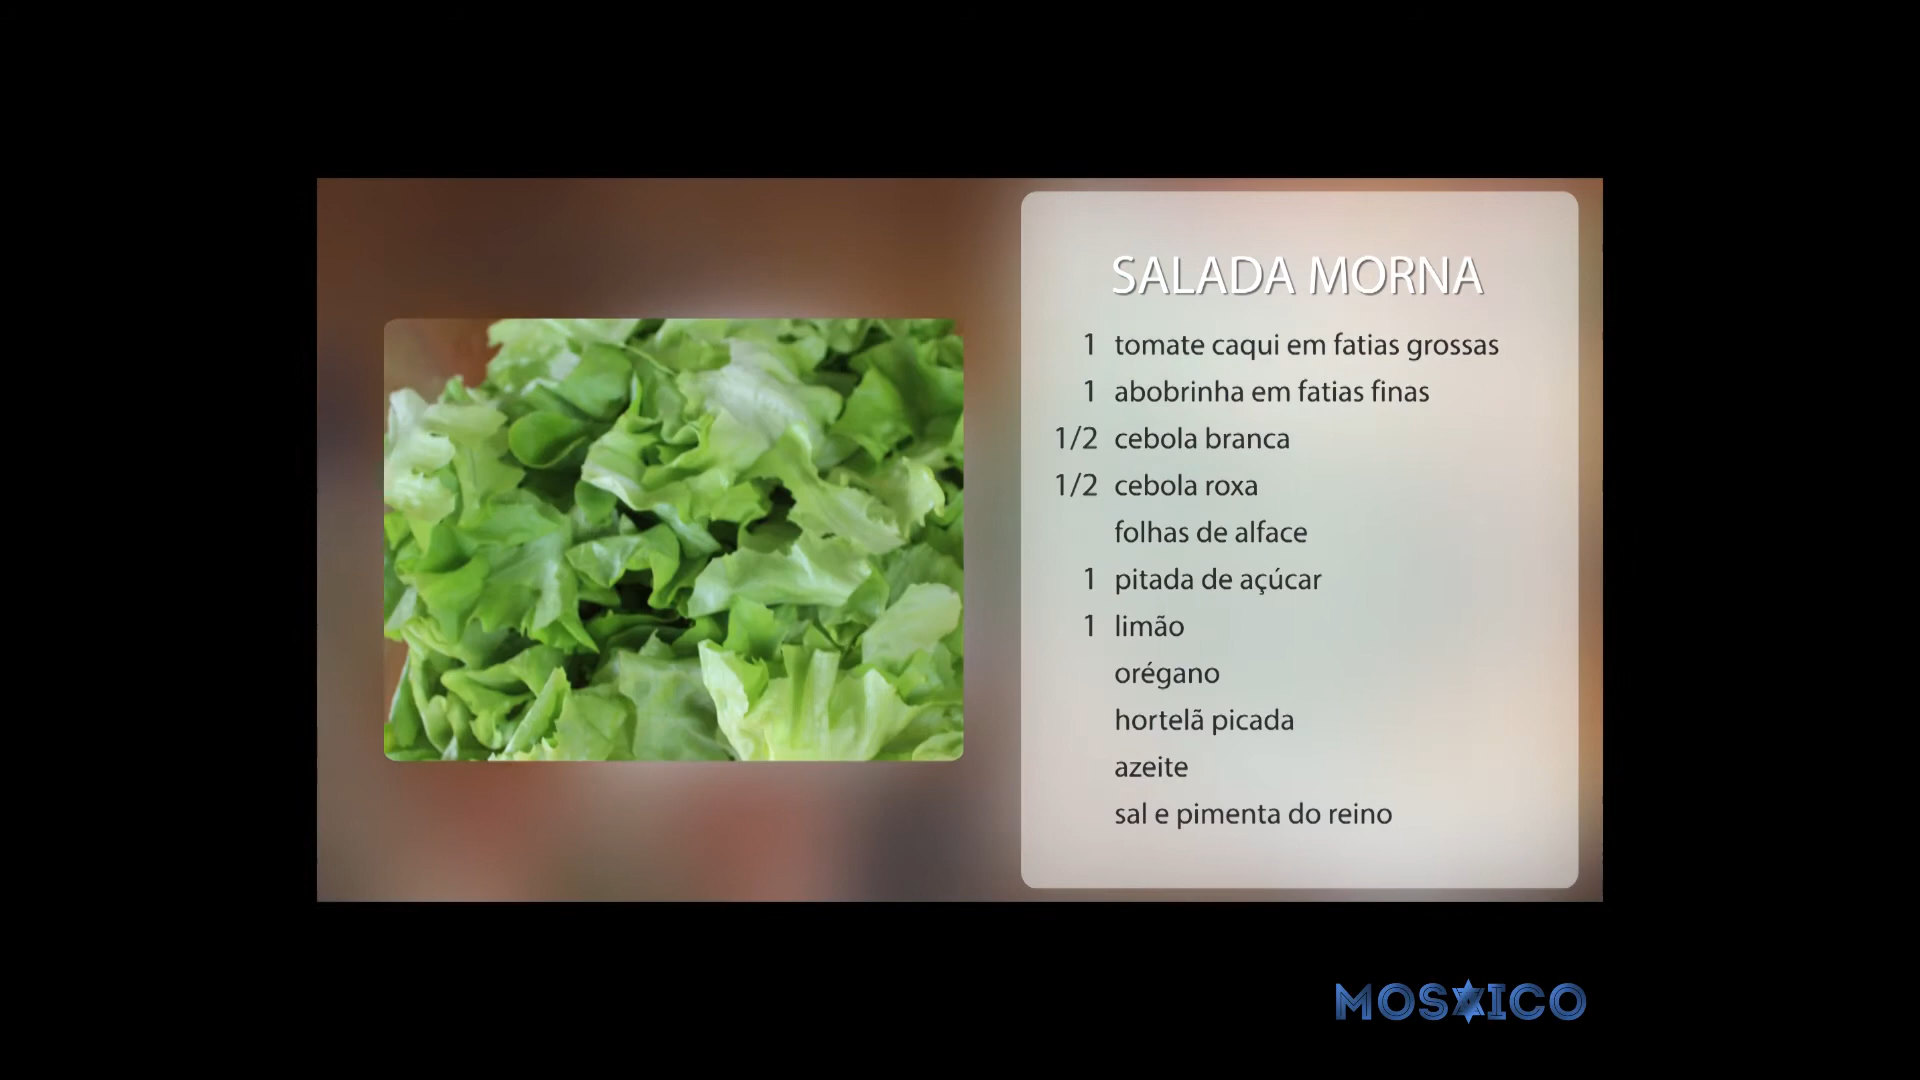 SALADA MORNA
1 tomate caqui em fatias grossas
1 abobrinha em fatias finas
1/2 cebola branca
1/2 cebola roxa
folhas de alface
1 pitada de açúcar
1 limão
orégano
hortelã picada
azeite
sal e pimenta do reino
MOSAICO